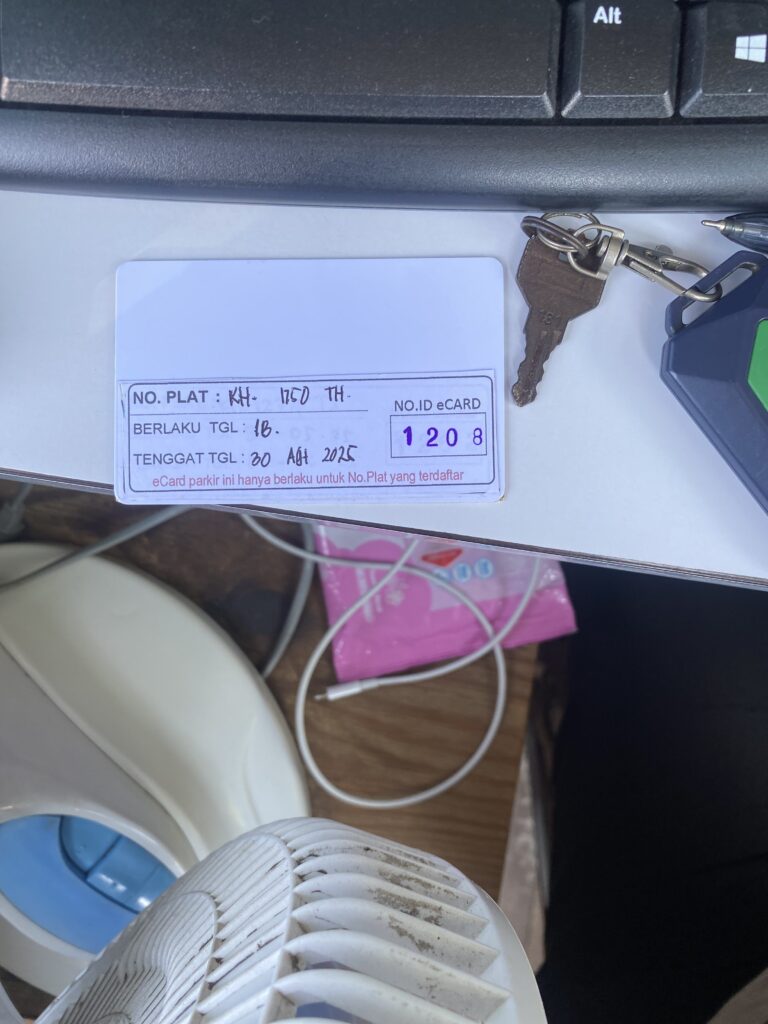 Alt
181
NO. PLAT : KH. 1750 TH.
BERLAKU TGL : 1B.
TENGGAT TGL : 30 AGT 2025
NO.ID eCARD
1208
eCard parkir ini hanya berlaku untuk No.Plat yang terdaftar